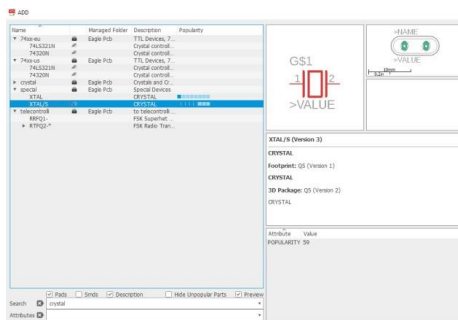 ADD
Name Managed Folder Description Popularity
74xx-eu Eagle Pcb TTL Devices, 7...
74LS321N Crystal controll...
74320N Crystal controll...
74xx-us Eagle Pcb TTL Devices, 7...
74LS321N Crystal controll...
74320N Crystal controll...
crystal Eagle Pcb Crystals and Cr...
special Eagle Pcb Special Devices
XTAL CRYSTAL
XTAL/S CRYSTAL
telecontrolli Eagle Pcb to telecontrolli ...
RRFQ1- FSK Superhet ...
RTFQ2-* FSK Radio Tran...
Pads Smds Description Hide Unpopular Parts Preview
Search crystal
Attributes
G$1
1 2
>VALUE
>NAME
>VALUE
10mm
0.2in
XTAL/S (Version 3)
CRYSTAL
Footprint: QS (Version 1)
CRYSTAL
3D Package: QS (Version 2)
CRYSTAL
Attribute Value
POPULARITY 59